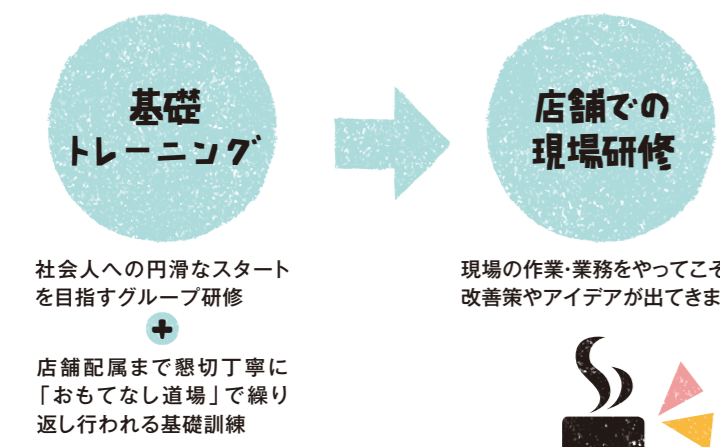 基礎
トレーニング
社会人への円滑なスタート
を目指すグループ研修
+
店舗配属まで懇切丁寧に
「おもてなし道場」で繰り
返し行われる基礎訓練
店舗での
現場研修
現場の作業・業務をやってこそ
改善策やアイデアが出てきま